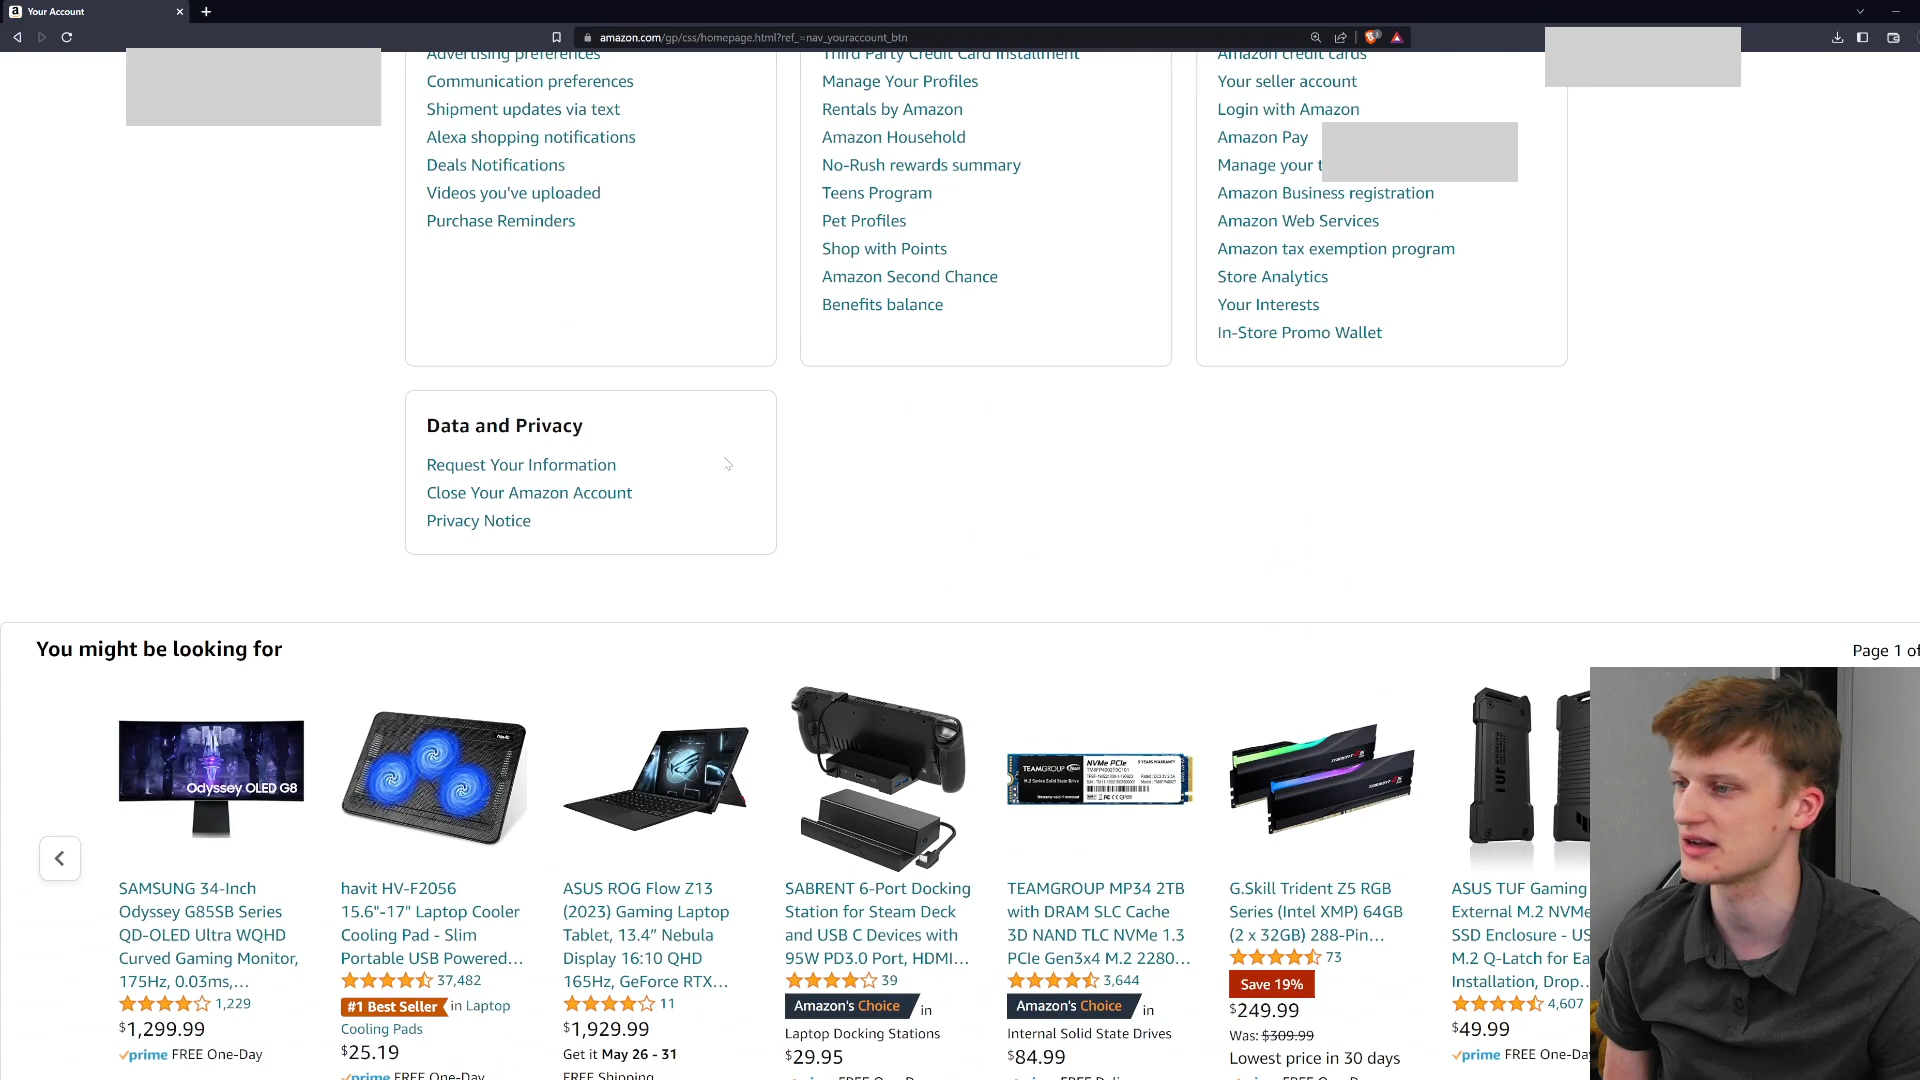 Your Account
amazon.com/gp/css/homepage.html?ref_=nav_youraccount_btn
Advertising preferences
Communication preferences
Shipment updates via text
Alexa shopping notifications
Deals Notifications
Videos you've uploaded
Purchase Reminders
Third Party Credit Card Installment
Manage Your Profiles
Rentals by Amazon
Amazon Household
No-Rush rewards summary
Teens Program
Pet Profiles
Shop with Points
Amazon Second Chance
Benefits balance
Amazon credit cards
Your seller account
Login with Amazon
Amazon Pay
Manage your t
Amazon Business registration
Amazon Web Services
Amazon tax exemption program
Store Analytics
Your Interests
In-Store Promo Wallet
Data and Privacy
Request Your Information
Close Your Amazon Account
Privacy Notice
You might be looking for
Page 1 of
Odyssey OLED G8
SAMSUNG 34-Inch
Odyssey G85SB Series
QD-OLED Ultra WQHD
Curved Gaming Monitor,
175Hz, 0.03ms,...
1,229
$1,299.99
prime FREE One-Day
havit HV-F2056
15.6"-17" Laptop Cooler
Cooling Pad - Slim
Portable USB Powered...
37,482
#1 Best Seller in Laptop
Cooling Pads
$25.19
prime FREE One-Day
ASUS ROG Flow Z13
(2023) Gaming Laptop
Tablet, 13.4” Nebula
Display 16:10 QHD
165Hz, GeForce RTX...
11
$1,929.99
Get it May 26 - 31
FREE Shipping
SABRENT 6-Port Docking
Station for Steam Deck
and USB C Devices with
95W PD3.0 Port, HDMI...
39
Amazon's Choice in
Laptop Docking Stations
$29.95
TEAMGROUP NVMe PCIe
M.2 Series Solid State Drive
5 YEARS WARRANTY
TEAMGROUP MP34 2TB
with DRAM SLC Cache
3D NAND TLC NVMe 1.3
PCIe Gen3x4 M.2 2280...
3,644
Amazon's Choice in
Internal Solid State Drives
$84.99
G.Skill Trident Z5 RGB
Series (Intel XMP) 64GB
(2 x 32GB) 288-Pin...
73
Save 19%
$249.99
Was: $309.99
Lowest price in 30 days
ASUS TUF Gaming
External M.2 NVMe
SSD Enclosure - US
M.2 Q-Latch for Ea
Installation, Drop..
4,607
$49.99
prime FREE One-Da